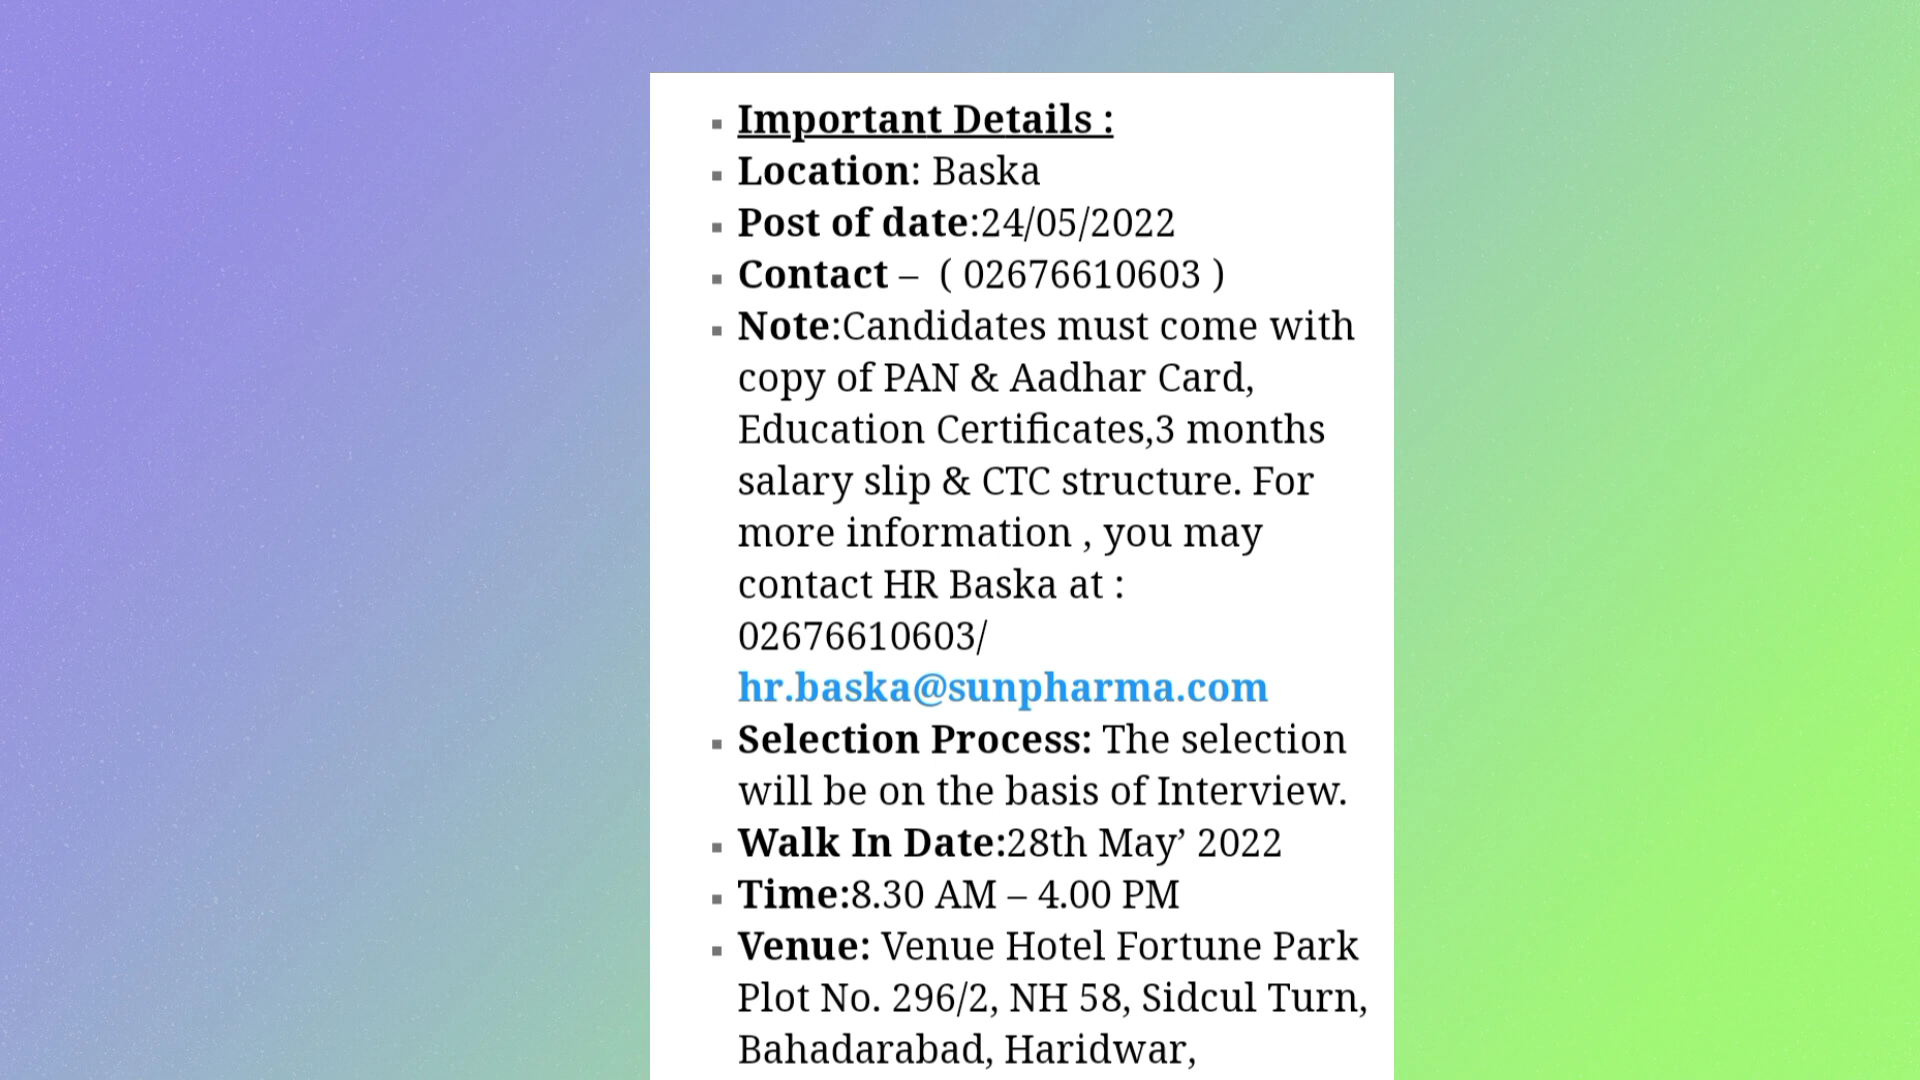 Important Details :
Location: Baska
Post of date:24/05/2022
Contact – ( 02676610603 )
Note:Candidates must come with
copy of PAN & Aadhar Card,
Education Certificates,3 months
salary slip & CTC structure. For
more information , you may
contact HR Baska at :
02676610603/
hr.baska@sunpharma.com
Selection Process: The selection
will be on the basis of Interview.
Walk In Date:28th May’ 2022
Time:8.30 AM – 4.00 PM
Venue: Venue Hotel Fortune Park
Plot No. 296/2, NH 58, Sidcul Turn,
Bahadarabad, Haridwar,